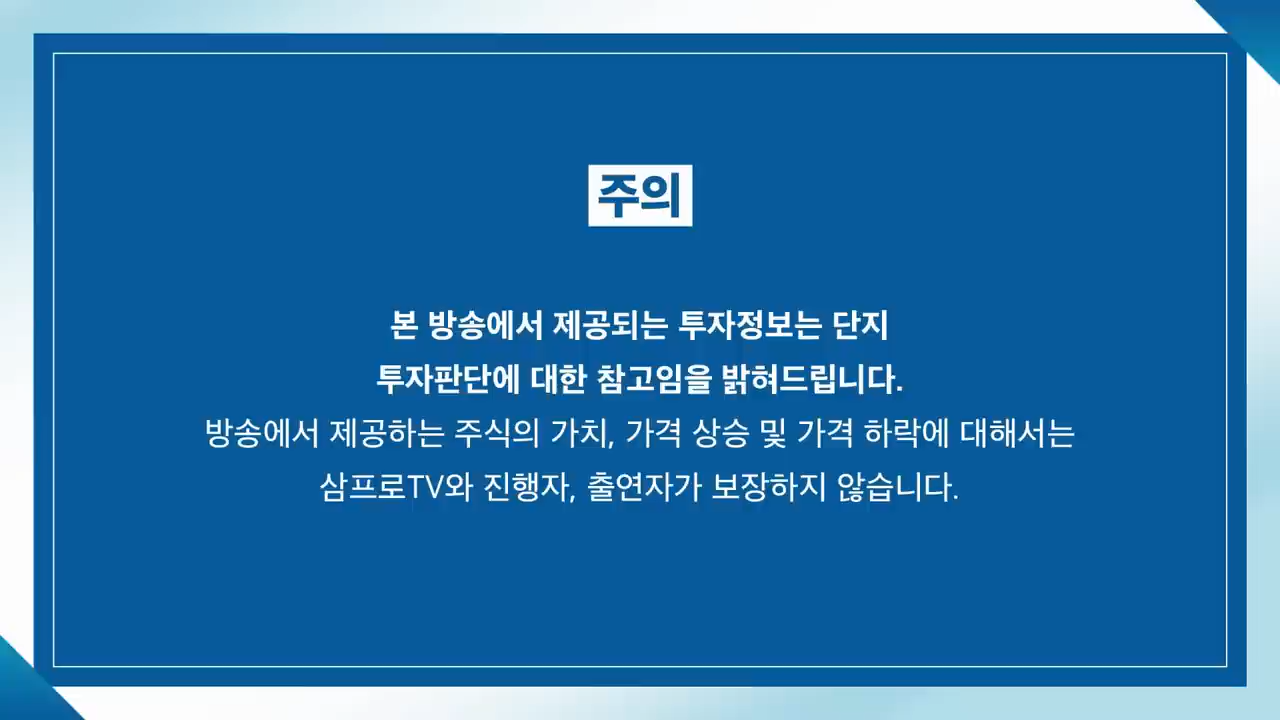 주의
본 방송에서 제공되는 투자정보는 단지
투자판단에 대한 참고임을 밝혀드립니다.
방송에서 제공하는 주식의 가치, 가격 상승 및 가격 하락에 대해서는
삼프로TV와 진행자, 출연자가 보장하지 않습니다.